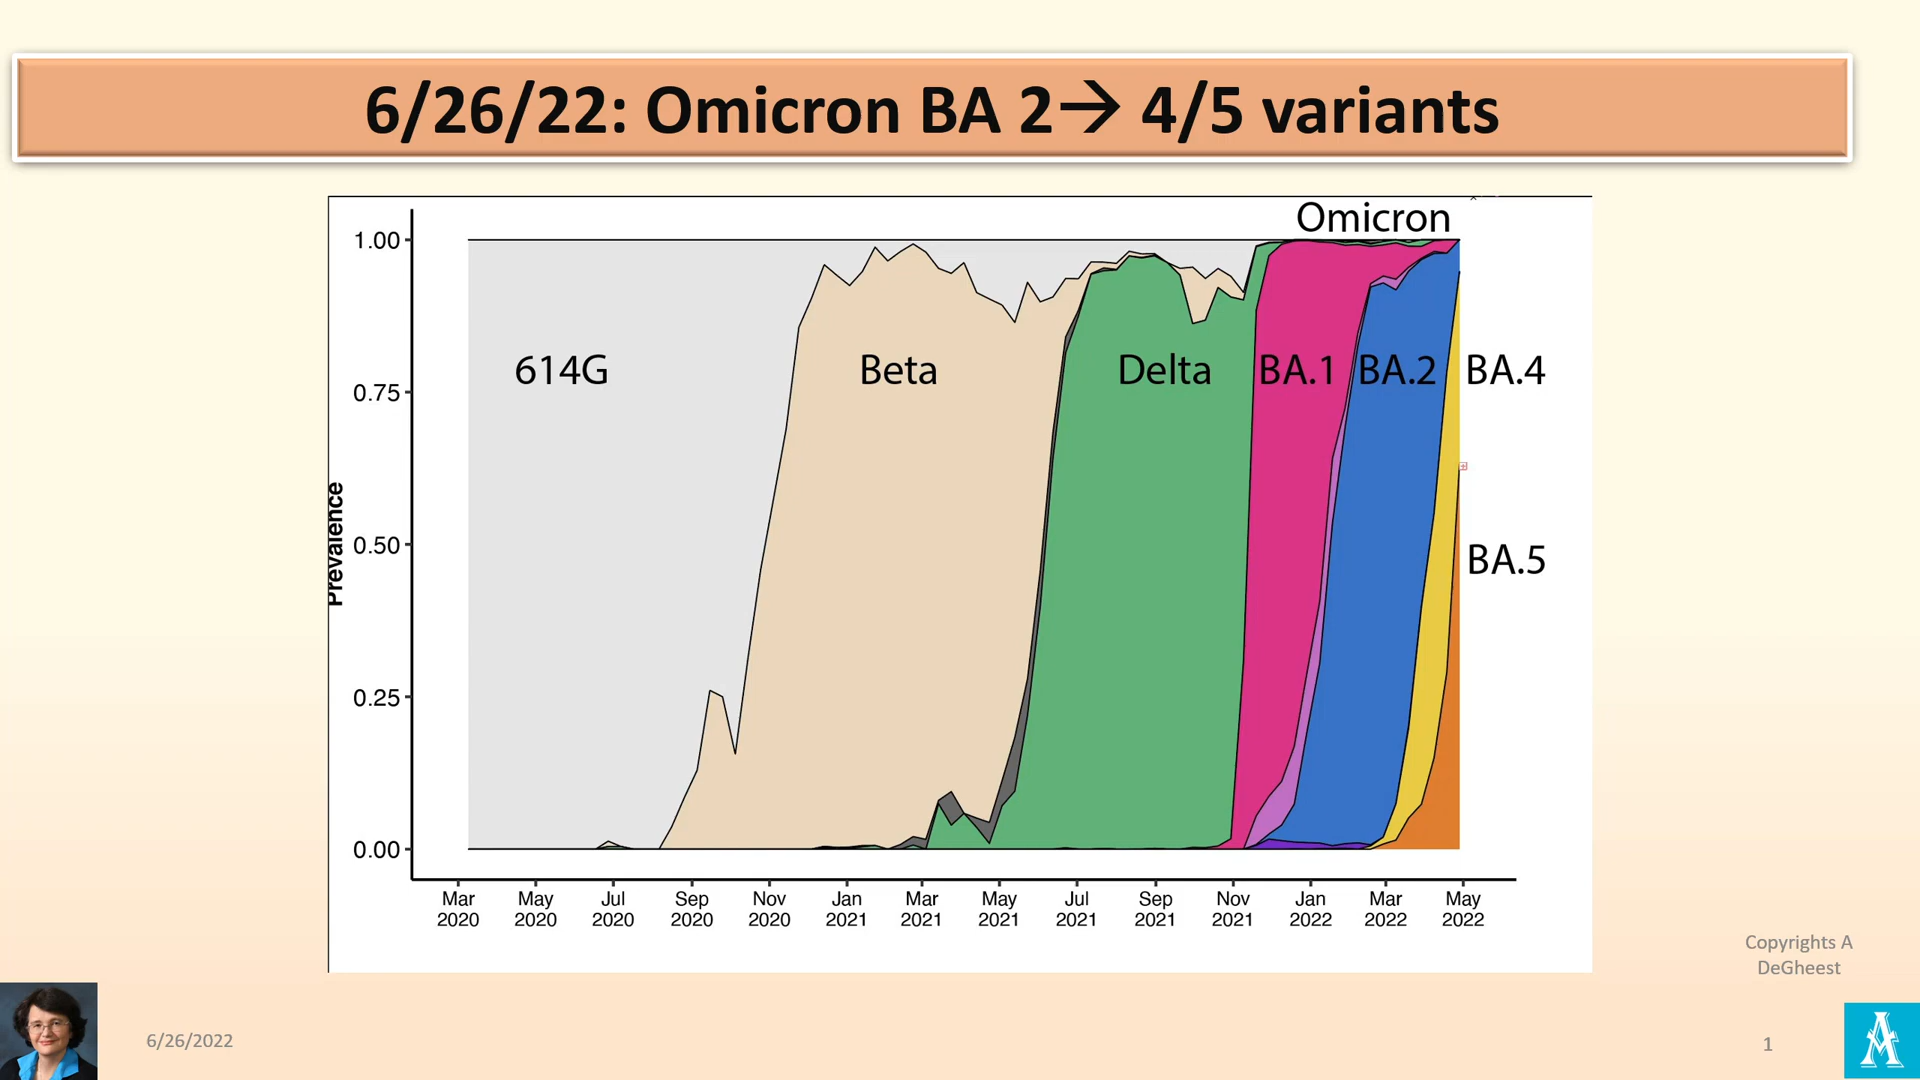 6/26/22: Omicron BA 2→ 4/5 variants
Omicron
1.00
614G
Beta
Delta
BA.1
BA.2
BA.4
0.75
Prevalence
0.50
BA.5
0.25
0.00
Mar 2020
May 2020
Jul 2020
Sep 2020
Nov 2020
Jan 2021
Mar 2021
May 2021
Jul 2021
Sep 2021
Nov 2021
Jan 2022
Mar 2022
May 2022
Copyrights A
DeGheest
6/26/2022
1
A